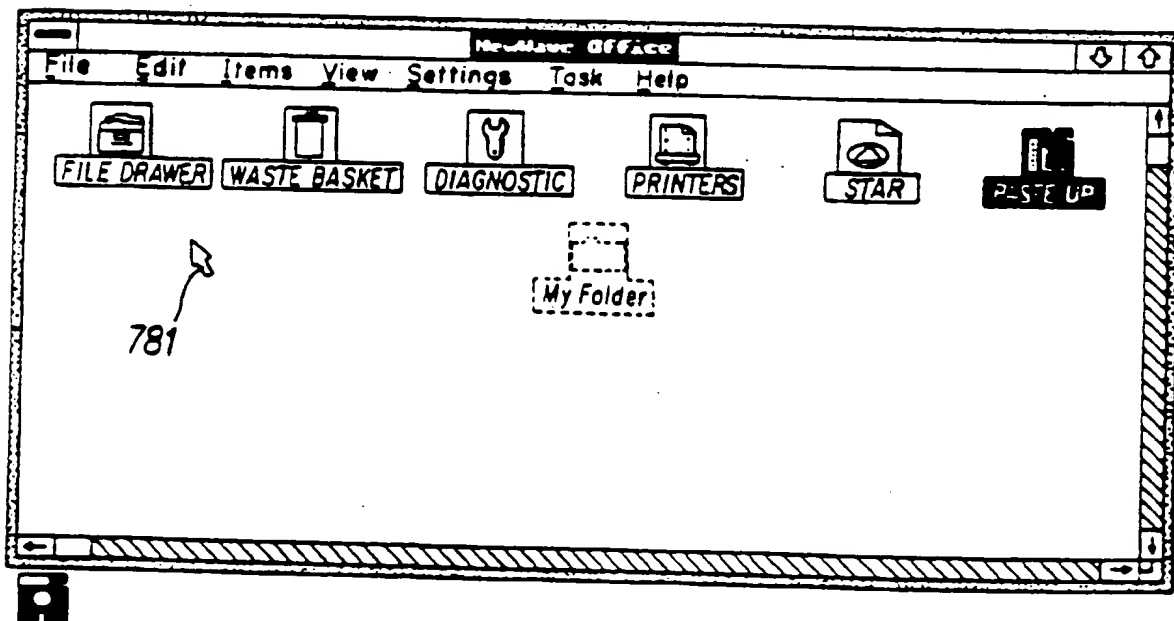 NewWave Office
File Edit Items View Settings Task Help
FILE DRAWER WASTE BASKET DIAGNOSTIC PRINTERS STAR PASTE UP
My Folder
781